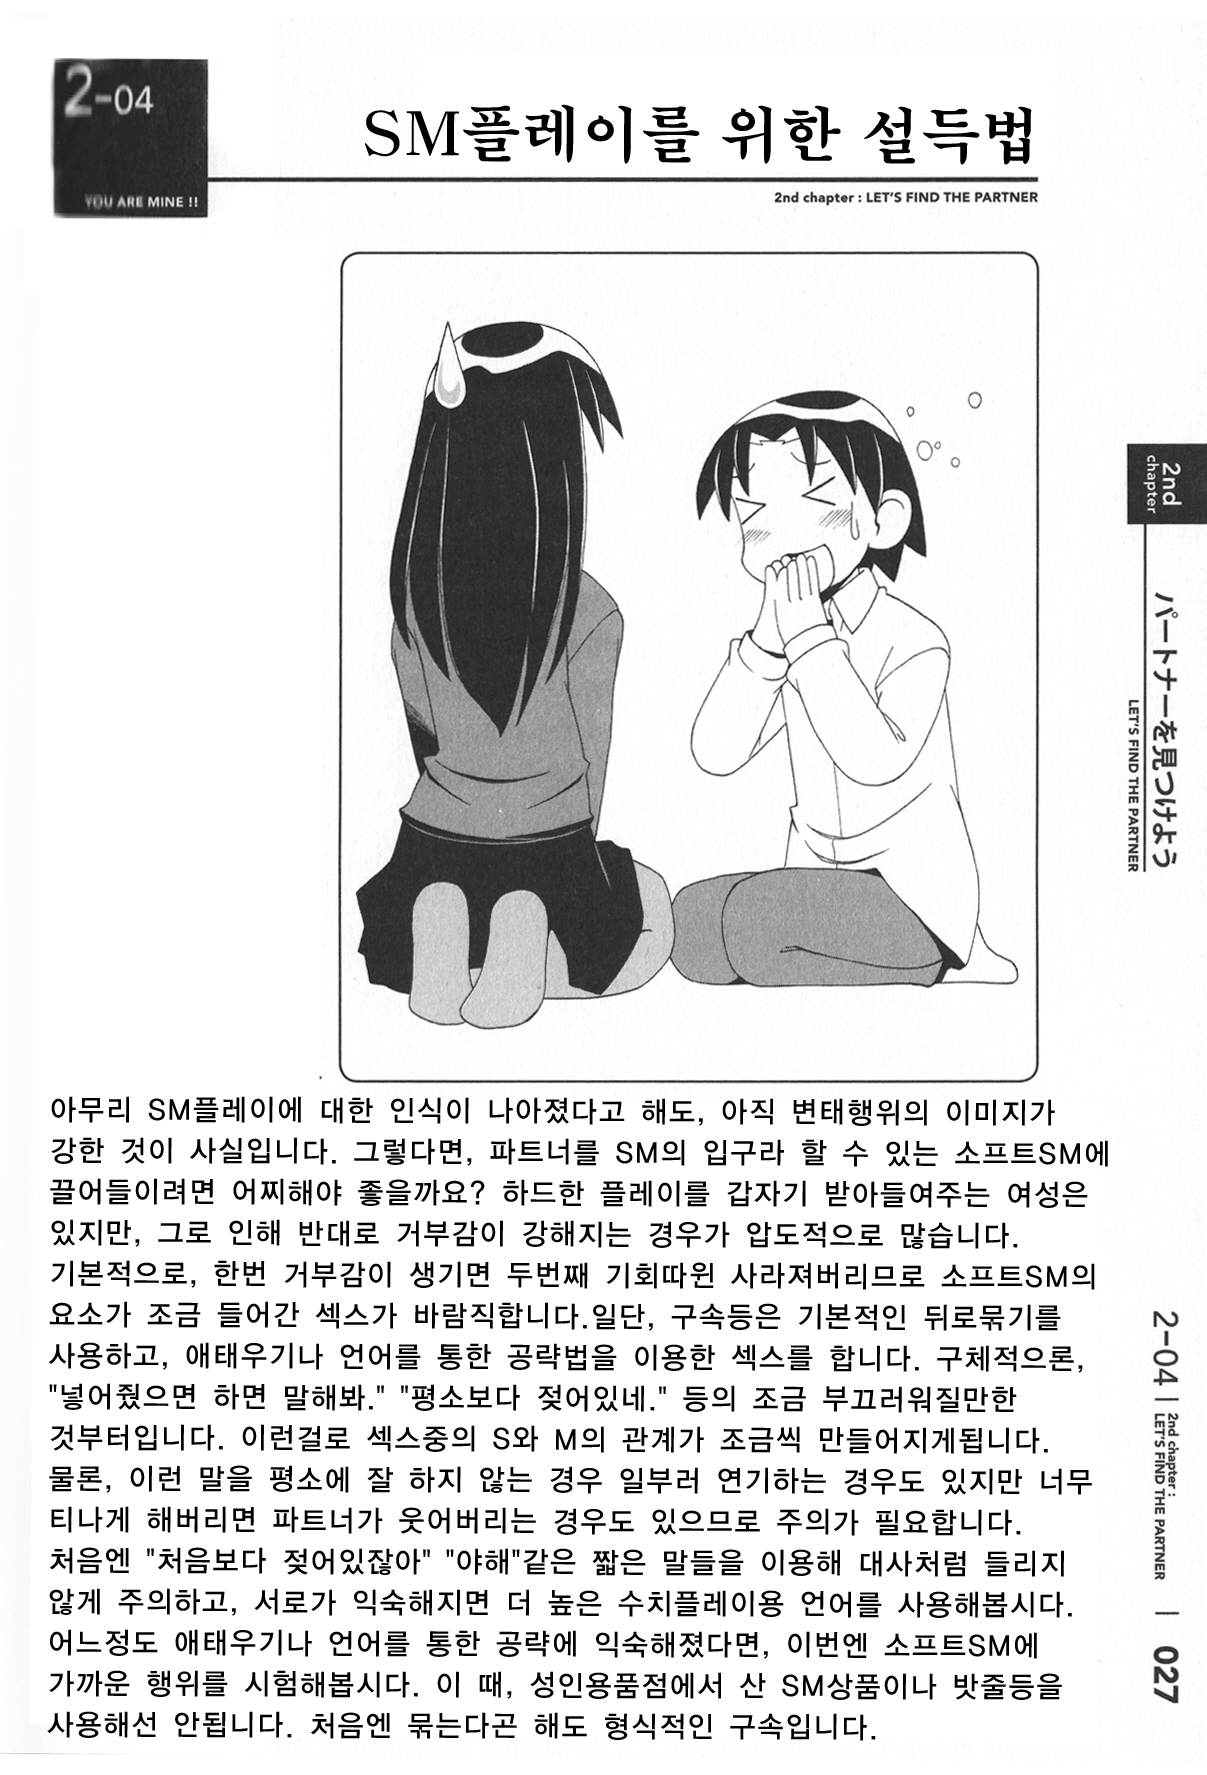 2-04
YOU ARE MINE !!
SM플레이를 위한 설득법
2nd chapter : LET'S FIND THE PARTNER
아무리 SM플레이에 대한 인식이 나아졌다고 해도, 아직 변태행위의 이미지가
강한 것이 사실입니다. 그렇다면, 파트너를 SM의 입구라 할 수 있는 소프트SM에
끌어들이려면 어찌해야 좋을까요? 하드한 플레이를 갑자기 받아들여주는 여성은
있지만, 그로 인해 반대로 거부감이 강해지는 경우가 압도적으로 많습니다.
기본적으로, 한번 거부감이 생기면 두번째 기회따윈 사라져버리므로 소프트SM의
요소가 조금 들어간 섹스가 바람직합니다.일단, 구속등은 기본적인 뒤로묶기를
사용하고, 애태우기나 언어를 통한 공략법을 이용한 섹스를 합니다. 구체적으론,
"넣어줬으면 하면 말해봐." "평소보다 젖어있네." 등의 조금 부끄러워질만한
것부터입니다. 이런걸로 섹스중의 S와 M의 관계가 조금씩 만들어지게됩니다.
물론, 이런 말을 평소에 잘 하지 않는 경우 일부러 연기하는 경우도 있지만 너무
티나게 해버리면 파트너가 웃어버리는 경우도 있으므로 주의가 필요합니다.
처음엔 "처음보다 젖어있잖아" "야해"같은 짧은 말들을 이용해 대사처럼 들리지
않게 주의하고, 서로가 익숙해지면 더 높은 수치플레이용 언어를 사용해봅시다.
어느정도 애태우기나 언어를 통한 공략에 익숙해졌다면, 이번엔 소프트SM에
가까운 행위를 시험해봅시다. 이 때, 성인용품점에서 산 SM상품이나 밧줄등을
사용해선 안됩니다. 처음엔 묶는다곤 해도 형식적인 구속입니다.
2nd
chapter
パートナーを見つけよう
LET'S FIND THE PARTNER
2-04
2nd chapter :
LET'S FIND THE PARTNER
027